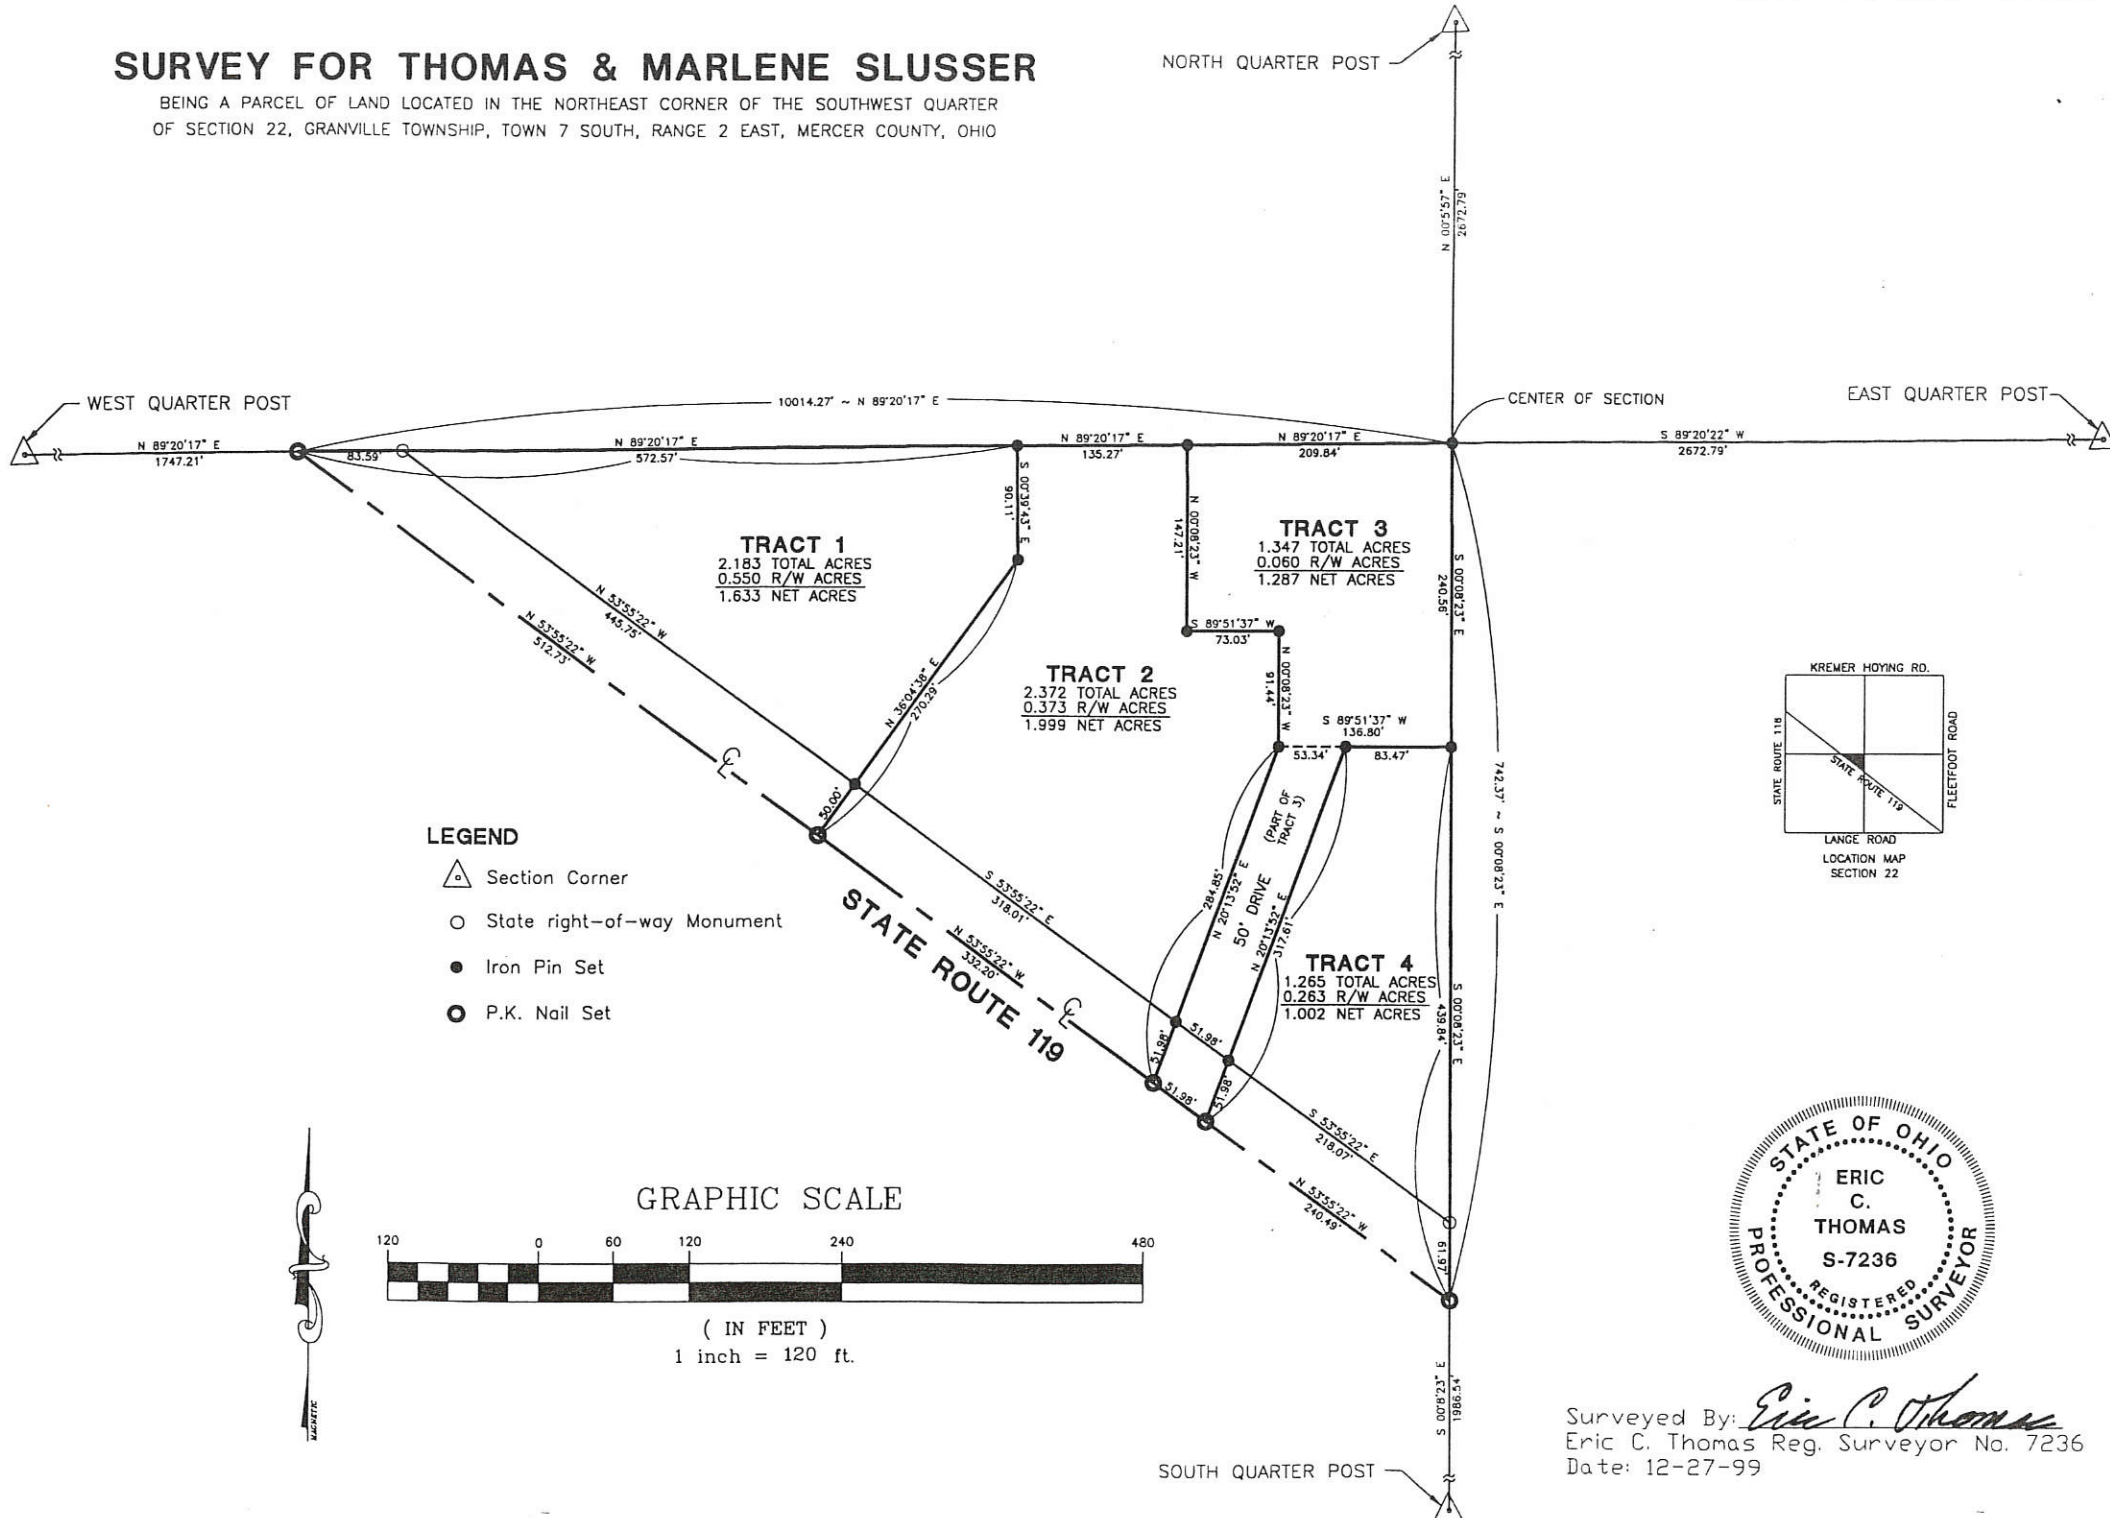 SURVEY FOR THOMAS & MARLENE SLUSSER
BEING A PARCEL OF LAND LOCATED IN THE NORTHEAST CORNER OF THE SOUTHWEST QUARTER
OF SECTION 22, GRANVILLE TOWNSHIP, TOWN 7 SOUTH, RANGE 2 EAST, MERCER COUNTY, OHIO
NORTH QUARTER POST
N 00°5'57" E
2672.79'
WEST QUARTER POST
10014.27' ~ N 89°20'17" E
CENTER OF SECTION
EAST QUARTER POST
N 89°20'17" E
1747.21'
83.59'
N 89°20'17" E
572.57'
N 89°20'17" E
135.27'
N 89°20'17" E
209.84'
S 89°20'22" W
2672.79'
S 00°39'43" E
90.11'
N 00°08'23" W
147.21'
TRACT 1
2.183 TOTAL ACRES
0.550 R/W ACRES
1.633 NET ACRES
TRACT 3
1.347 TOTAL ACRES
0.060 R/W ACRES
1.287 NET ACRES
S 00°08'23" E
240.56'
N 53°55'22" W
445.75'
N 53°55'22" W
512.73'
S 89°51'37" W
73.03'
N 36°04'38" E
270.29'
TRACT 2
2.372 TOTAL ACRES
0.373 R/W ACRES
1.999 NET ACRES
N 00°08'23" W
91.44'
S 89°51'37" W
136.80'
53.34'
83.47'
742.37' ~ S 00°08'23" E
KREMER HOYING RD.
STATE ROUTE 118
STATE ROUTE 119
FLEETFOOT ROAD
LANGE ROAD
LOCATION MAP
SECTION 22
50.00'
LEGEND
Section Corner
State right-of-way Monument
Iron Pin Set
P.K. Nail Set
STATE ROUTE 119
S 53°55'22" E
318.01'
N 53°55'22" W
332.20'
284.85'
N 20°13'52" E
50' DRIVE
(PART OF
TRACT 3)
N 20°13'52" E
317.61'
TRACT 4
1.265 TOTAL ACRES
0.263 R/W ACRES
1.002 NET ACRES
439.84'
S 00°08'23" E
51.98'
51.98'
51.98'
51.98'
S 53°55'22" E
218.07'
N 53°55'22" W
240.49'
61.97'
GRAPHIC SCALE
120 0 60 120 240 480
( IN FEET )
1 inch = 120 ft.
MAGNETIC
STATE OF OHIO
ERIC
C.
THOMAS
S-7236
REGISTERED
PROFESSIONAL SURVEYOR
S 00°8'23" E
1986.54'
SOUTH QUARTER POST
Surveyed By: Eric C. Thomas
Eric C. Thomas Reg. Surveyor No. 7236
Date: 12-27-99